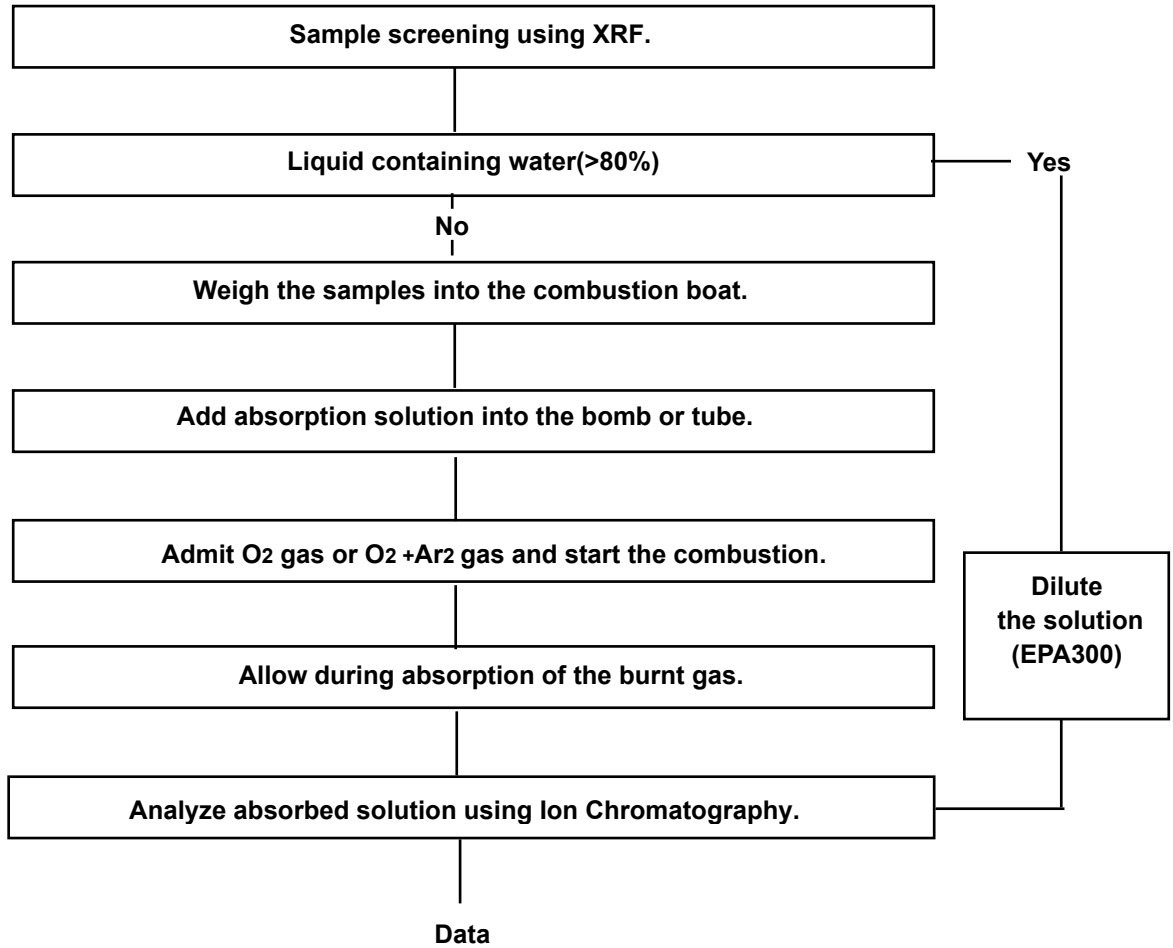 Sample screening using XRF.
Liquid containing water(>80%)
Yes
No
Weigh the samples into the combustion boat.
Add absorption solution into the bomb or tube.
Admit O2 gas or O2 +Ar2 gas and start the combustion.
Dilute
the solution
(EPA300)
Allow during absorption of the burnt gas.
Analyze absorbed solution using Ion Chromatography.
Data